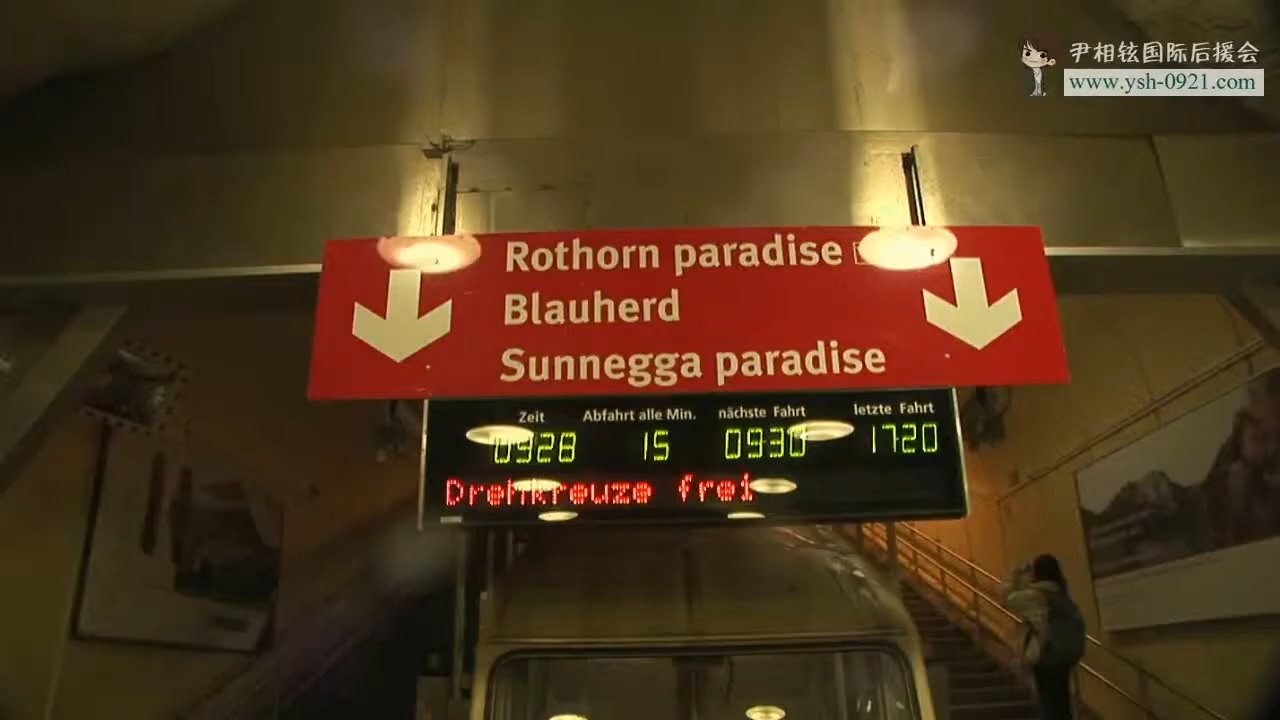 尹相铉国际后援会
www.ysh-0921.com
Rothorn paradise
Blauherd
Sunnegga paradise
Zeit Abfahrt alle Min. nächste Fahrt letzte Fahrt
0928 15 0930 1720
Drehkreuze frei